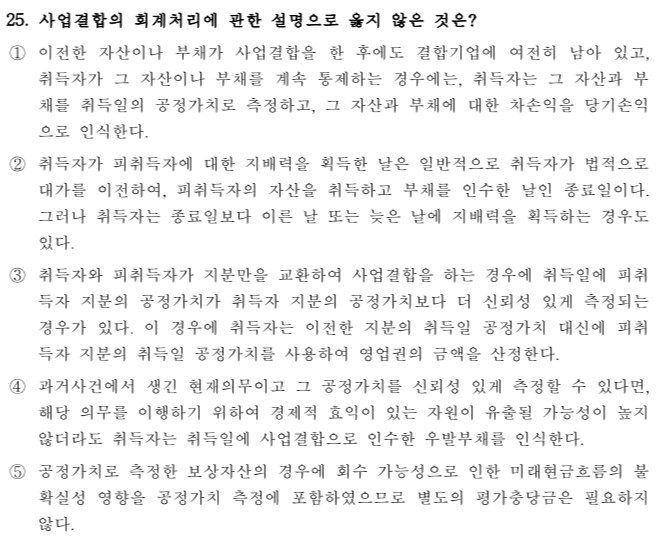 25. 사업결합의 회계처리에 관한 설명으로 옳지 않은 것은?
① 이전한 자산이나 부채가 사업결합을 한 후에도 결합기업에 여전히 남아 있고,
취득자가 그 자산이나 부채를 계속 통제하는 경우에는, 취득자는 그 자산과 부
채를 취득일의 공정가치로 측정하고, 그 자산과 부채에 대한 차손익을 당기손익
으로 인식한다.
② 취득자가 피취득자에 대한 지배력을 획득한 날은 일반적으로 취득자가 법적으로
대가를 이전하여, 피취득자의 자산을 취득하고 부채를 인수한 날인 종료일이다.
그러나 취득자는 종료일보다 이른 날 또는 늦은 날에 지배력을 획득하는 경우도
있다.
③ 취득자와 피취득자가 지분만을 교환하여 사업결합을 하는 경우에 취득일에 피취
득자 지분의 공정가치가 취득자 지분의 공정가치보다 더 신뢰성 있게 측정되는
경우가 있다. 이 경우에 취득자는 이전한 지분의 취득일 공정가치 대신에 피취
득자 지분의 취득일 공정가치를 사용하여 영업권의 금액을 산정한다.
④ 과거사건에서 생긴 현재의무이고 그 공정가치를 신뢰성 있게 측정할 수 있다면,
해당 의무를 이행하기 위하여 경제적 효익이 있는 자원이 유출될 가능성이 높지
않더라도 취득자는 취득일에 사업결합으로 인수한 우발부채를 인식한다.
⑤ 공정가치로 측정한 보상자산의 경우에 회수 가능성으로 인한 미래현금흐름의 불
확실성 영향을 공정가치 측정에 포함하였으므로 별도의 평가충당금은 필요하지
않다.